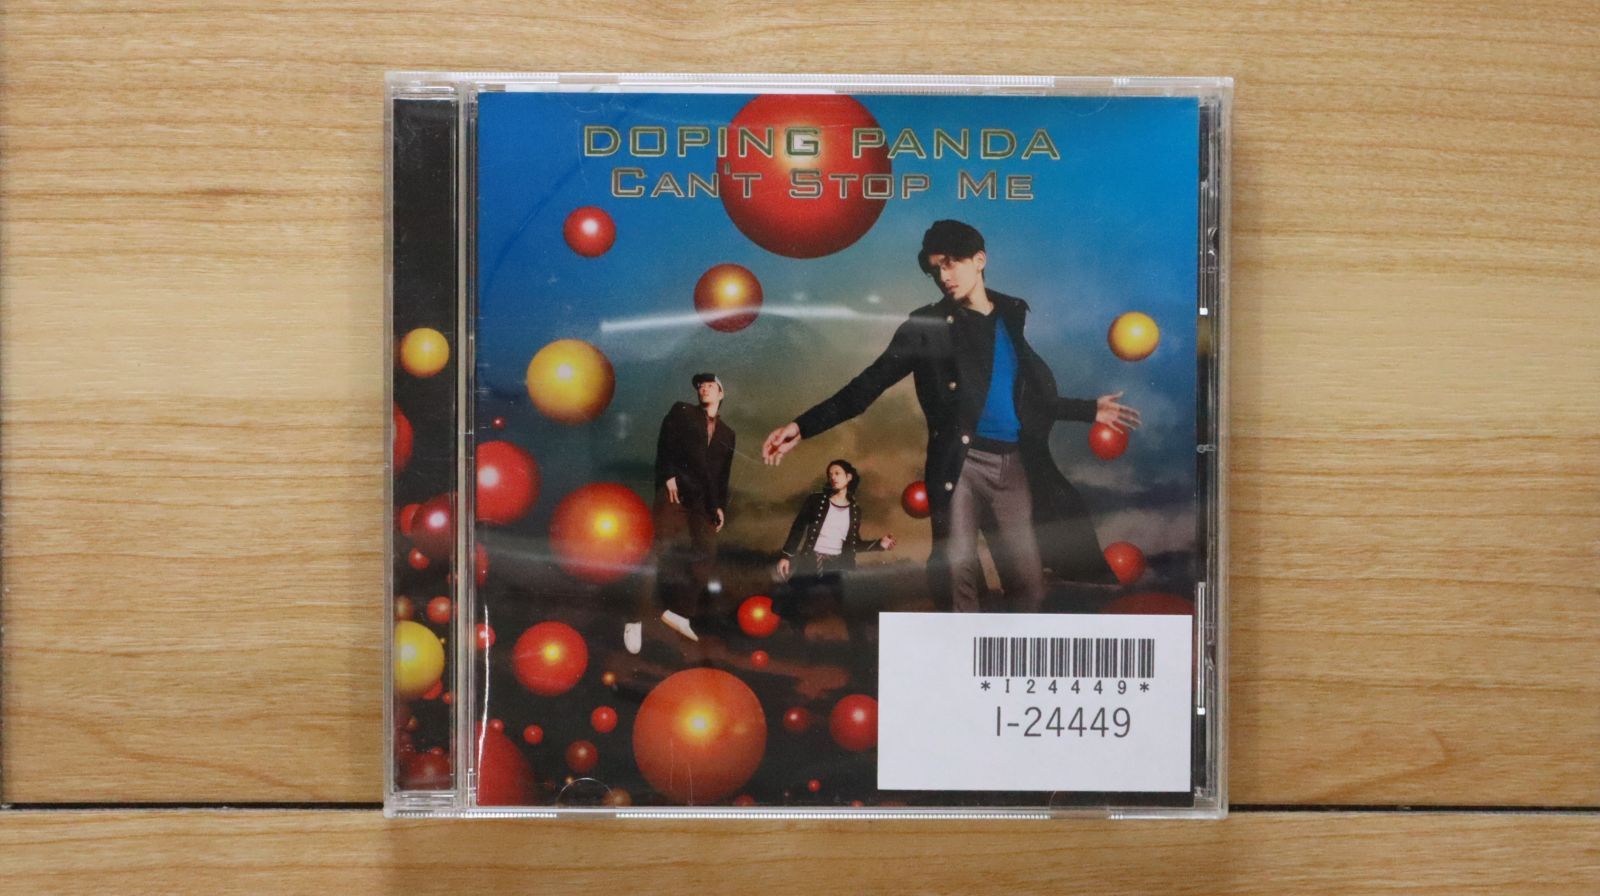 DOPING PANDA
CAN'T STOP ME
*I24449*
I-24449